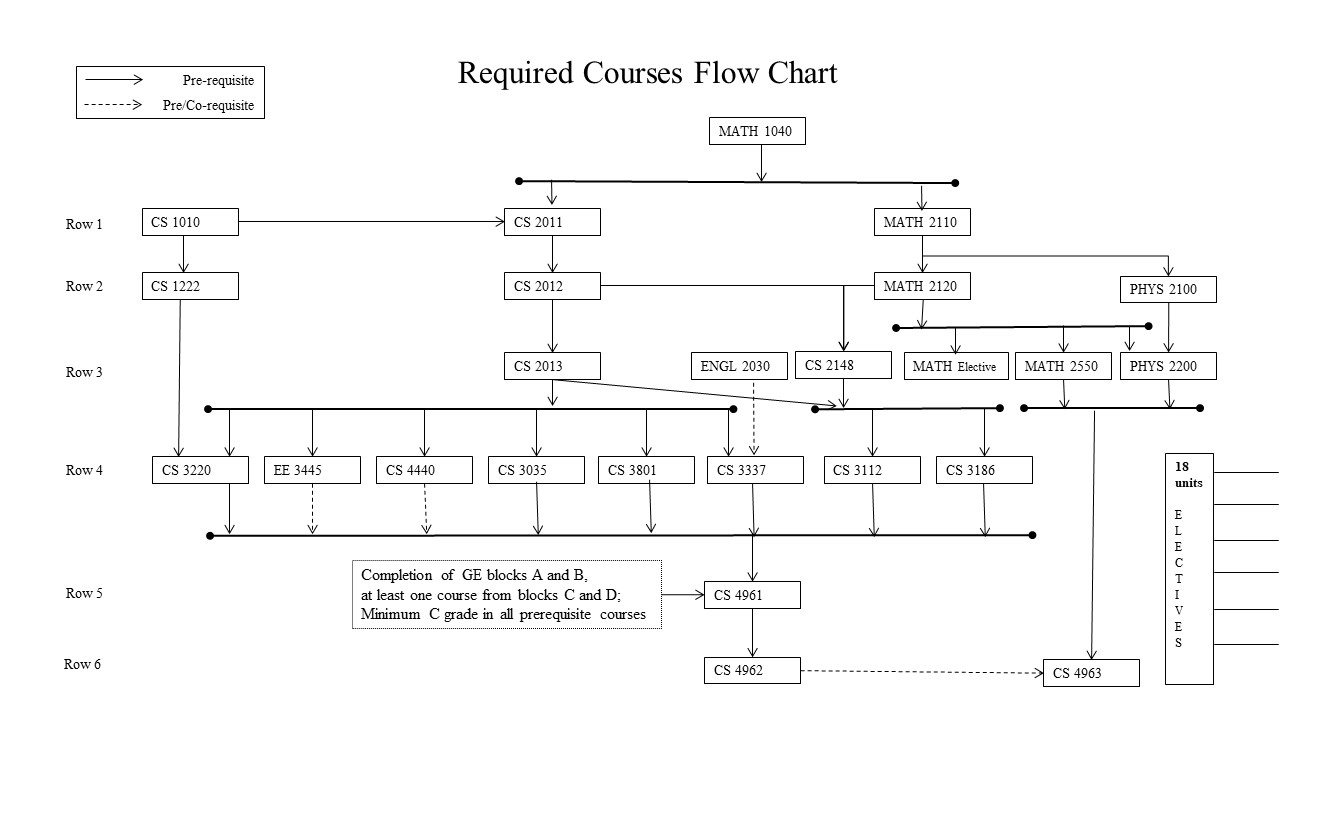 Required Courses Flow Chart
Pre-requisite
Pre/Co-requisite
MATH 1040
Row 1
CS 1010
CS 2011
MATH 2110
Row 2
CS 1222
CS 2012
MATH 2120
PHYS 2100
Row 3
CS 2013
ENGL 2030
CS 2148
MATH Elective
MATH 2550
PHYS 2200
Row 4
CS 3220
EE 3445
CS 4440
CS 3035
CS 3801
CS 3337
CS 3112
CS 3186
18
units
E
L
E
C
T
I
V
E
S
Completion of GE blocks A and B,
at least one course from blocks C and D;
Minimum C grade in all prerequisite courses
Row 5
CS 4961
Row 6
CS 4962
CS 4963